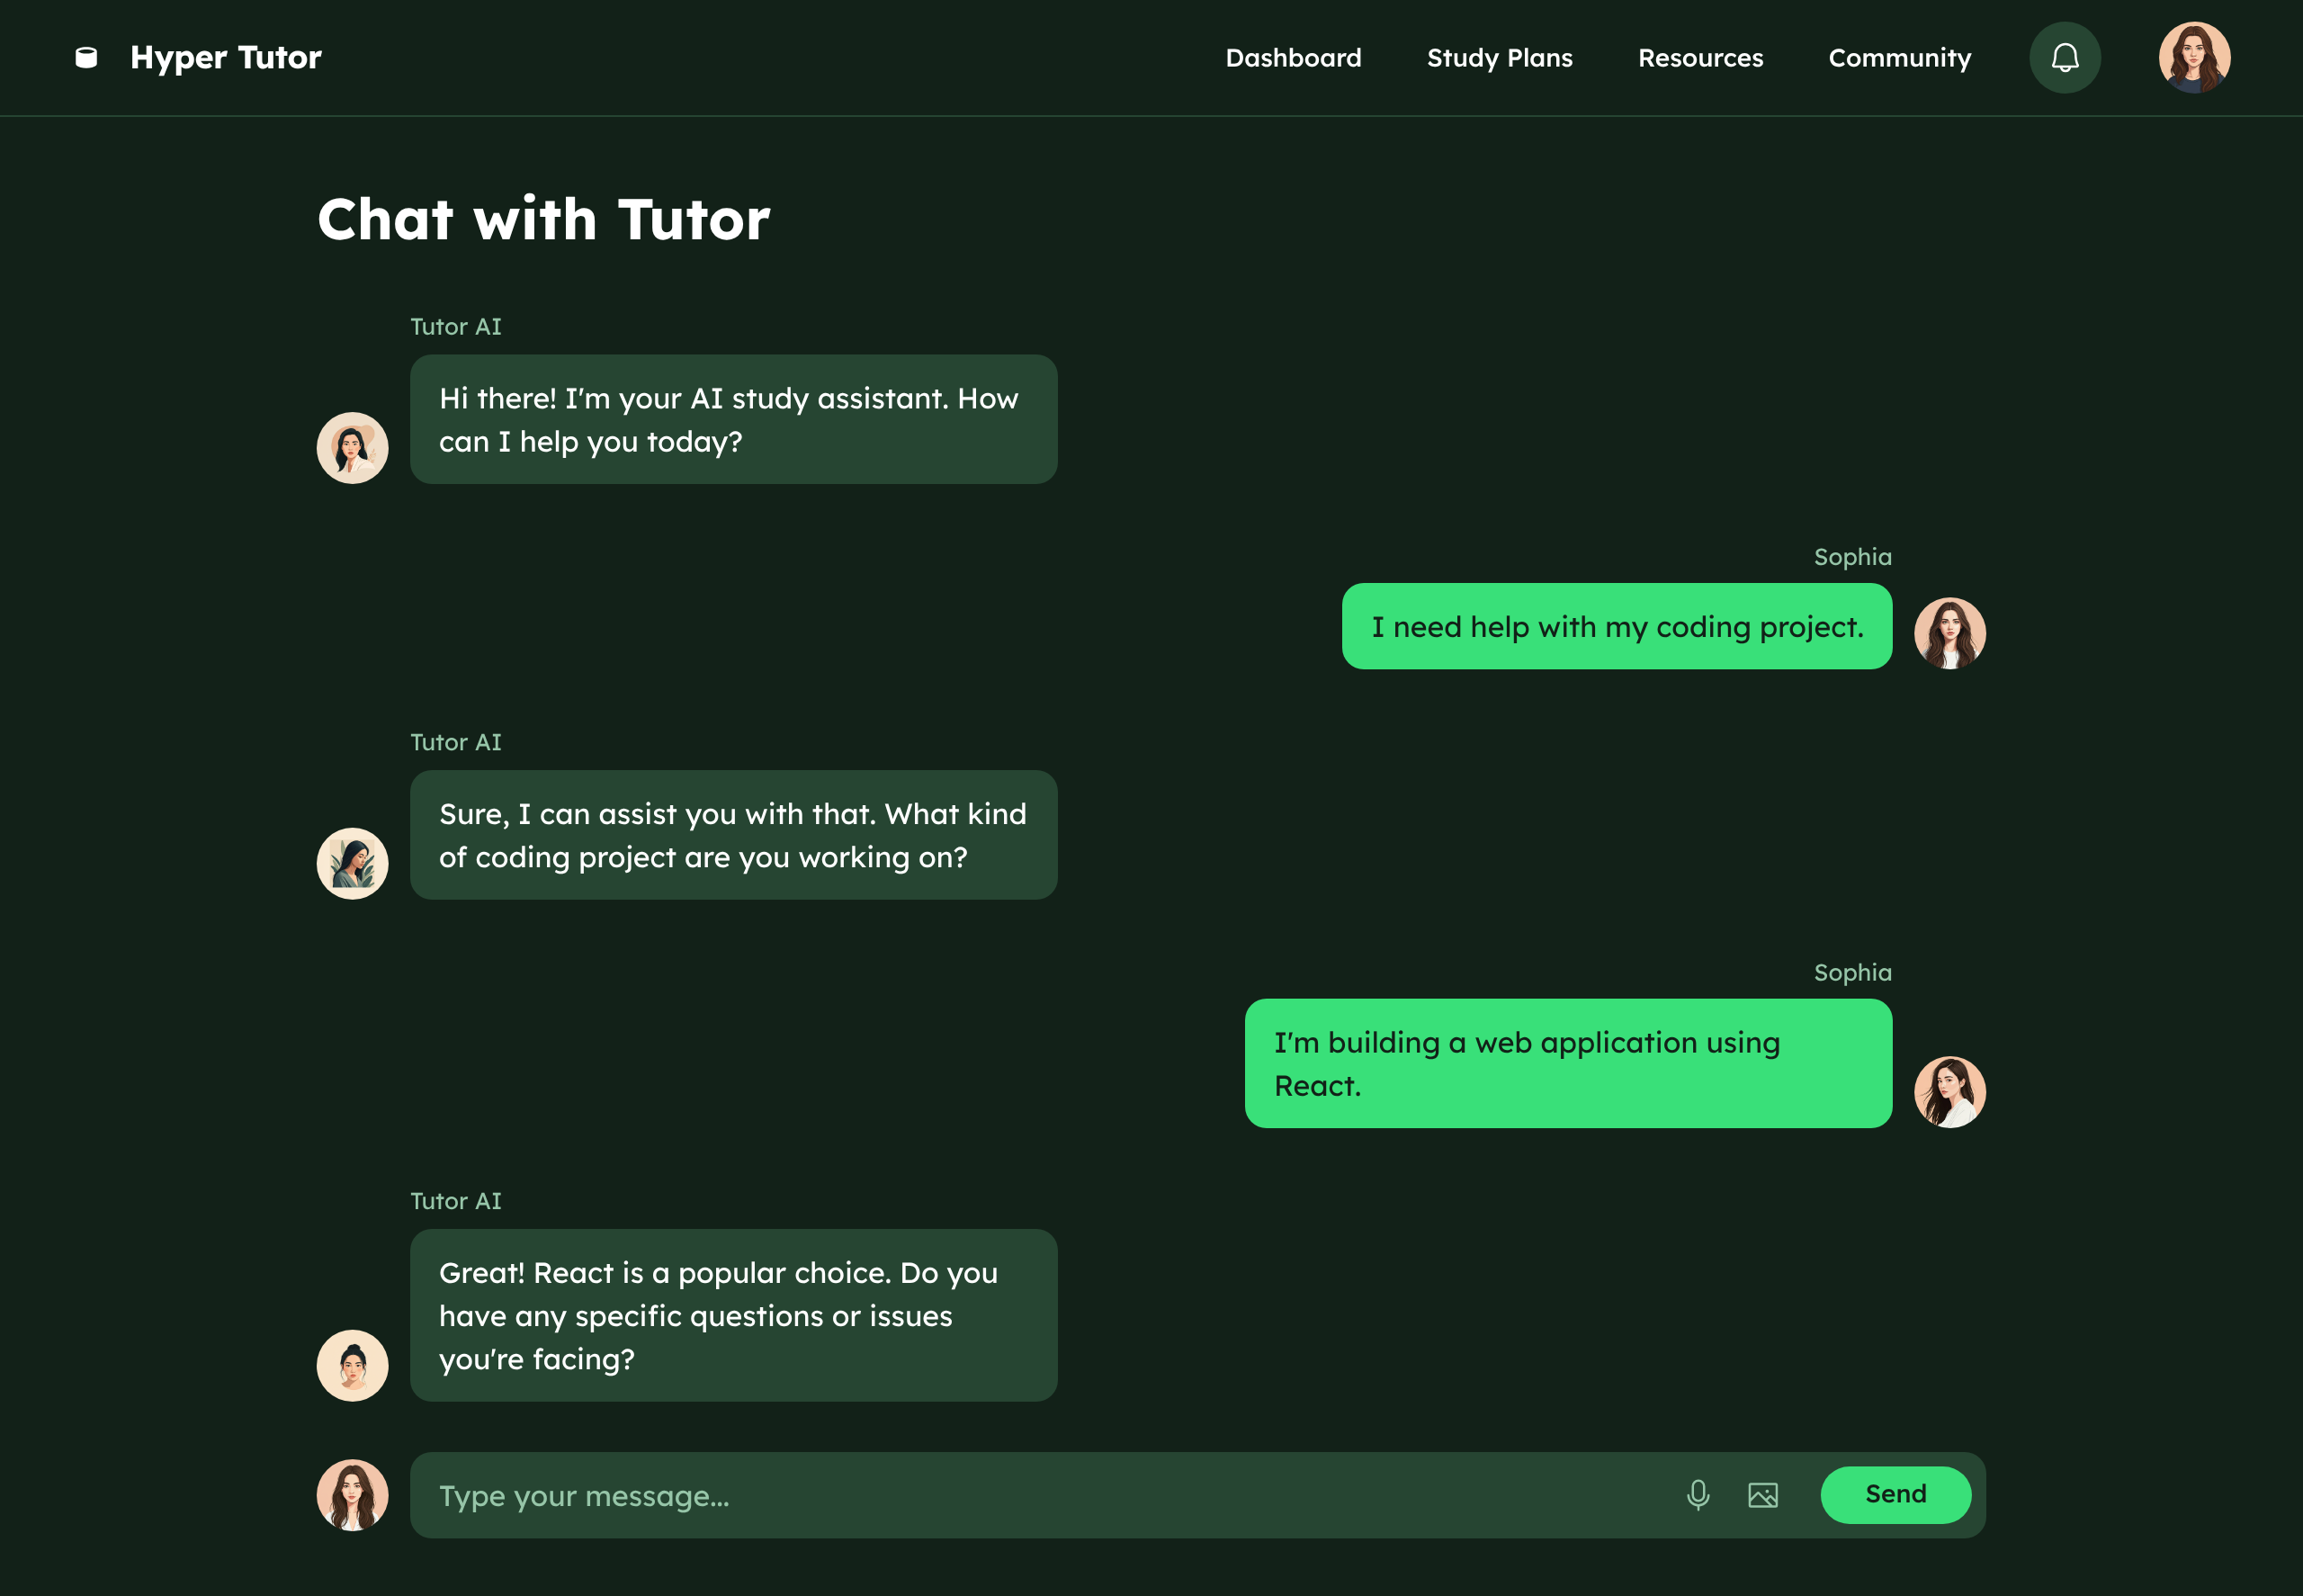 Hyper Tutor
Dashboard
Study Plans
Resources
Community
Chat with Tutor
Tutor AI
Hi there! I'm your AI study assistant. How
can I help you today?
Sophia
I need help with my coding project.
Tutor AI
Sure, I can assist you with that. What kind
of coding project are you working on?
Sophia
I'm building a web application using
React.
Tutor AI
Great! React is a popular choice. Do you
have any specific questions or issues
you're facing?
Type your message...
Send